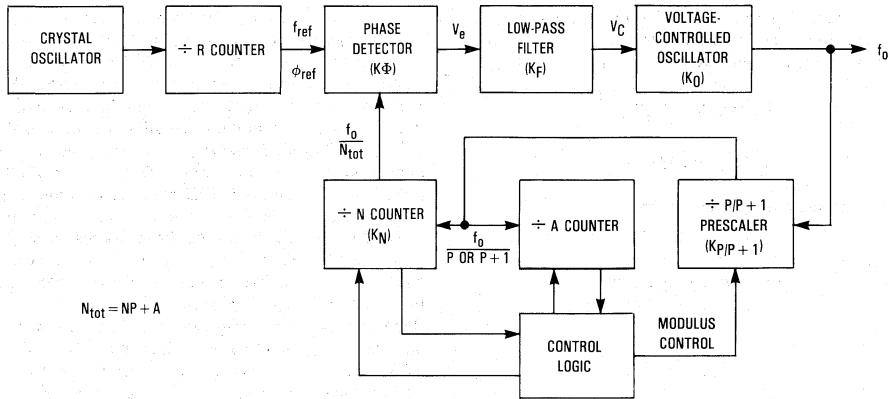 CRYSTAL
OSCILLATOR
÷ R COUNTER
f_ref
ϕ_ref
PHASE
DETECTOR
(KΦ)
V_e
LOW-PASS
FILTER
(K_F)
V_C
VOLTAGE-
CONTROLLED
OSCILLATOR
(K_O)
f_o
f_o
N_tot
÷ N COUNTER
(K_N)
f_o
P OR P + 1
÷ A COUNTER
÷ P/P + 1
PRESCALER
(K_P/P + 1)
N_tot = NP + A
CONTROL
LOGIC
MODULUS
CONTROL